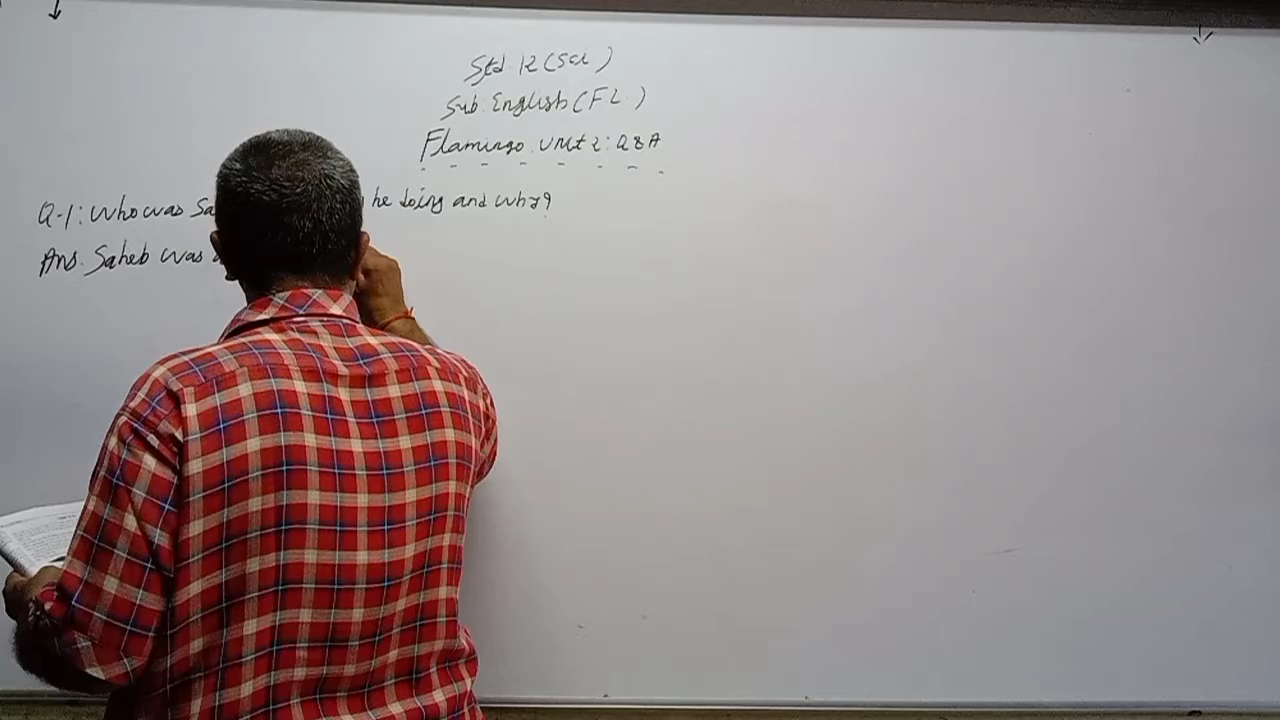 Std. 12 (Sci)
Sub. English (FL.)
Flamingo. Unit 2: Q&A
Q-1: Who was he doing and why?
Ans. Saheb was